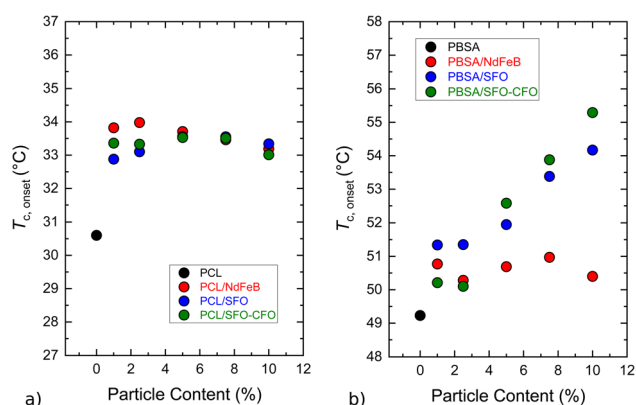 37
36
35
34
33
32
31
30
29
28
27
Tc, onset (°C)
PCL
PCL/NdFeB
PCL/SFO
PCL/SFO-CFO
0 2 4 6 8 10 12
Particle Content (%)
a)
58
57
56
55
54
53
52
51
50
49
48
Tc, onset (°C)
PBSA
PBSA/NdFeB
PBSA/SFO
PBSA/SFO-CFO
0 2 4 6 8 10 12
Particle Content (%)
b)